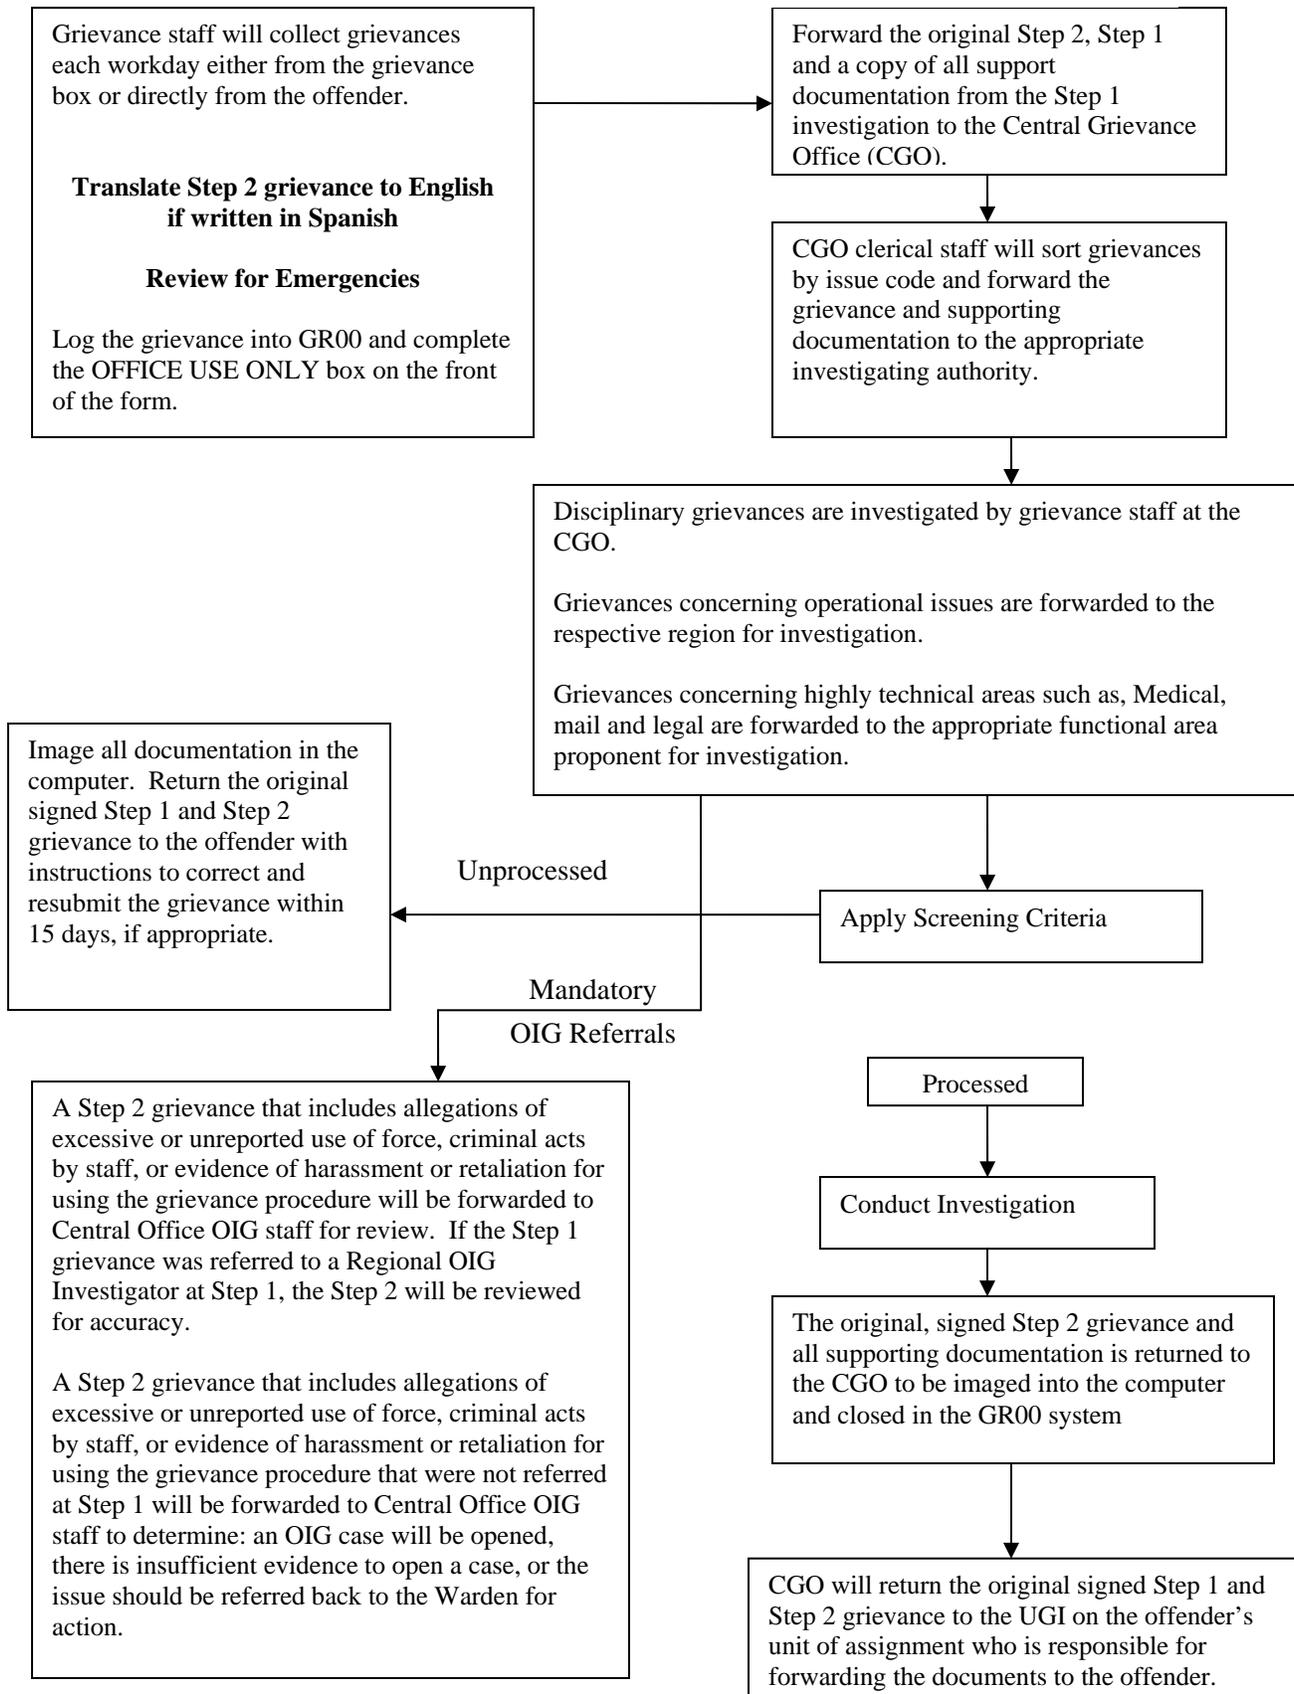 Grievance staff will collect grievances
each workday either from the grievance
box or directly from the offender.
Translate Step 2 grievance to English
if written in Spanish
Review for Emergencies
Log the grievance into GR00 and complete
the OFFICE USE ONLY box on the front
of the form.
Forward the original Step 2, Step 1
and a copy of all support
documentation from the Step 1
investigation to the Central Grievance
Office (CGO).
CGO clerical staff will sort grievances
by issue code and forward the
grievance and supporting
documentation to the appropriate
investigating authority.
Disciplinary grievances are investigated by grievance staff at the
CGO.
Grievances concerning operational issues are forwarded to the
respective region for investigation.
Grievances concerning highly technical areas such as, Medical,
mail and legal are forwarded to the appropriate functional area
proponent for investigation.
Image all documentation in the
computer.  Return the original
signed Step 1 and Step 2
grievance to the offender with
instructions to correct and
resubmit the grievance within
15 days, if appropriate.
Unprocessed
Apply Screening Criteria
Mandatory
OIG Referrals
A Step 2 grievance that includes allegations of
excessive or unreported use of force, criminal acts
by staff, or evidence of harassment or retaliation for
using the grievance procedure will be forwarded to
Central Office OIG staff for review.  If the Step 1
grievance was referred to a Regional OIG
Investigator at Step 1, the Step 2 will be reviewed
for accuracy.
A Step 2 grievance that includes allegations of
excessive or unreported use of force, criminal acts
by staff, or evidence of harassment or retaliation for
using the grievance procedure that were not referred
at Step 1 will be forwarded to Central Office OIG
staff to determine: an OIG case will be opened,
there is insufficient evidence to open a case, or the
issue should be referred back to the Warden for
action.
Processed
Conduct Investigation
The original, signed Step 2 grievance and
all supporting documentation is returned to
the CGO to be imaged into the computer
and closed in the GR00 system
CGO will return the original signed Step 1 and
Step 2 grievance to the UGI on the offender's
unit of assignment who is responsible for
forwarding the documents to the offender.